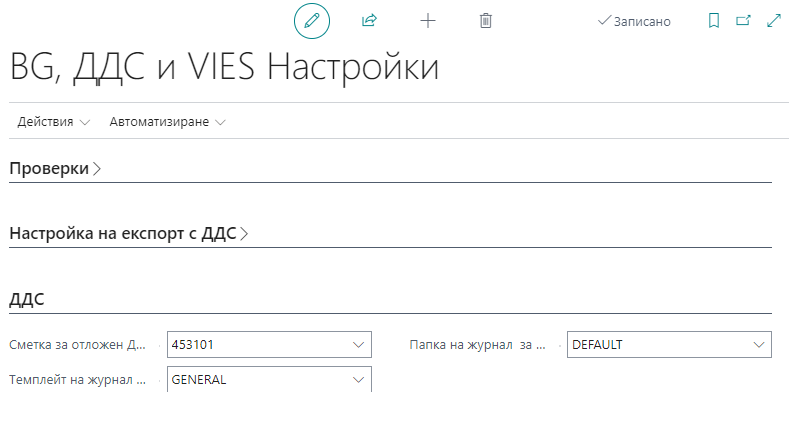 Записано
BG, ДДС и VIES Настройки
Действия Автоматизиране
Проверки
Настройка на експорт с ДДС
ДДС
Сметка за отложен Д... 453101 Папка на журнал за ... DEFAULT
Темплейт на журнал ... GENERAL